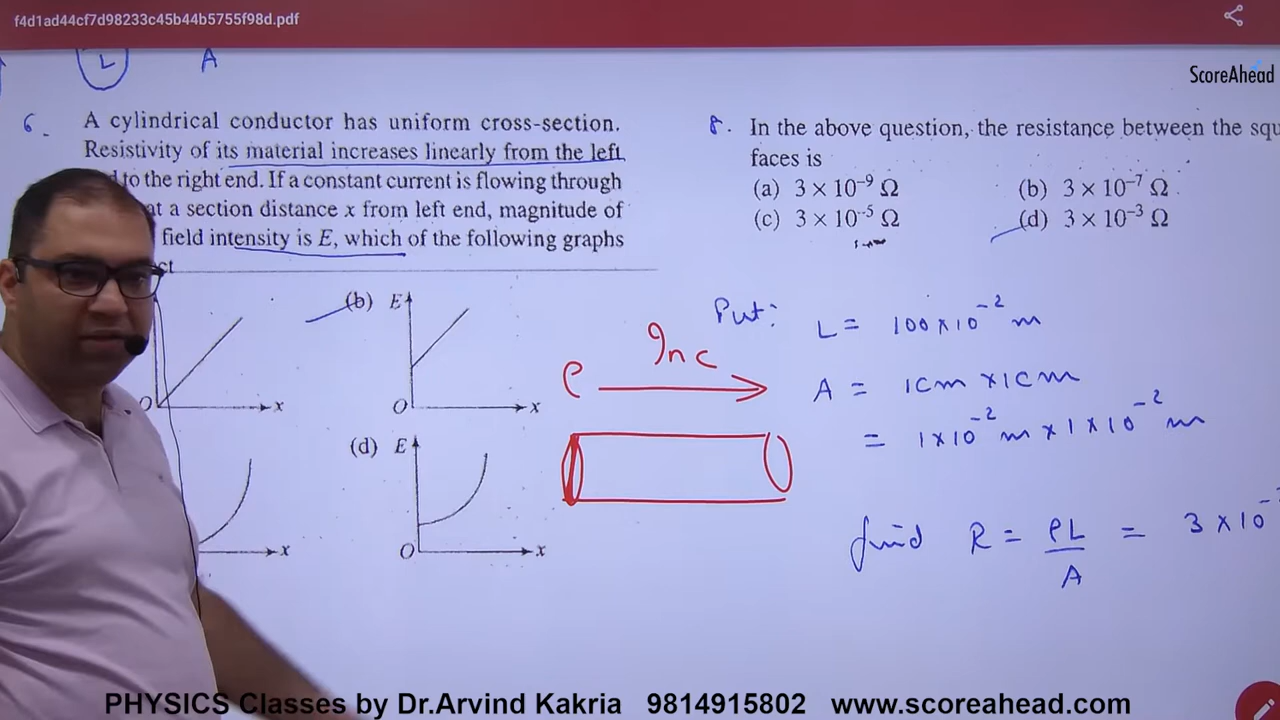 f4d1ad44cf7d98233c45b44b5755f98d.pdf
ScoreAhead
L A
6. A cylindrical conductor has uniform cross-section.
Resistivity of its material increases linearly from the left
to the right end. If a constant current is flowing through
at a section distance x from left end, magnitude of
field intensity is E, which of the following graphs
ct
O x
(b) E
O x
x
(d) E
O x
ρ Inc
8. In the above question, the resistance between the squ
faces is
(a) 3 × 10⁻⁹ Ω (b) 3 × 10⁻⁷ Ω
(c) 3 × 10⁻⁵ Ω (d) 3 × 10⁻³ Ω
Put: L = 100 × 10⁻² m
A = 1cm × 1cm
= 1 × 10⁻² m × 1 × 10⁻² m
find R = ρL/A = 3 × 10⁻
PHYSICS Classes by Dr.Arvind Kakria 9814915802 www.scoreahead.com